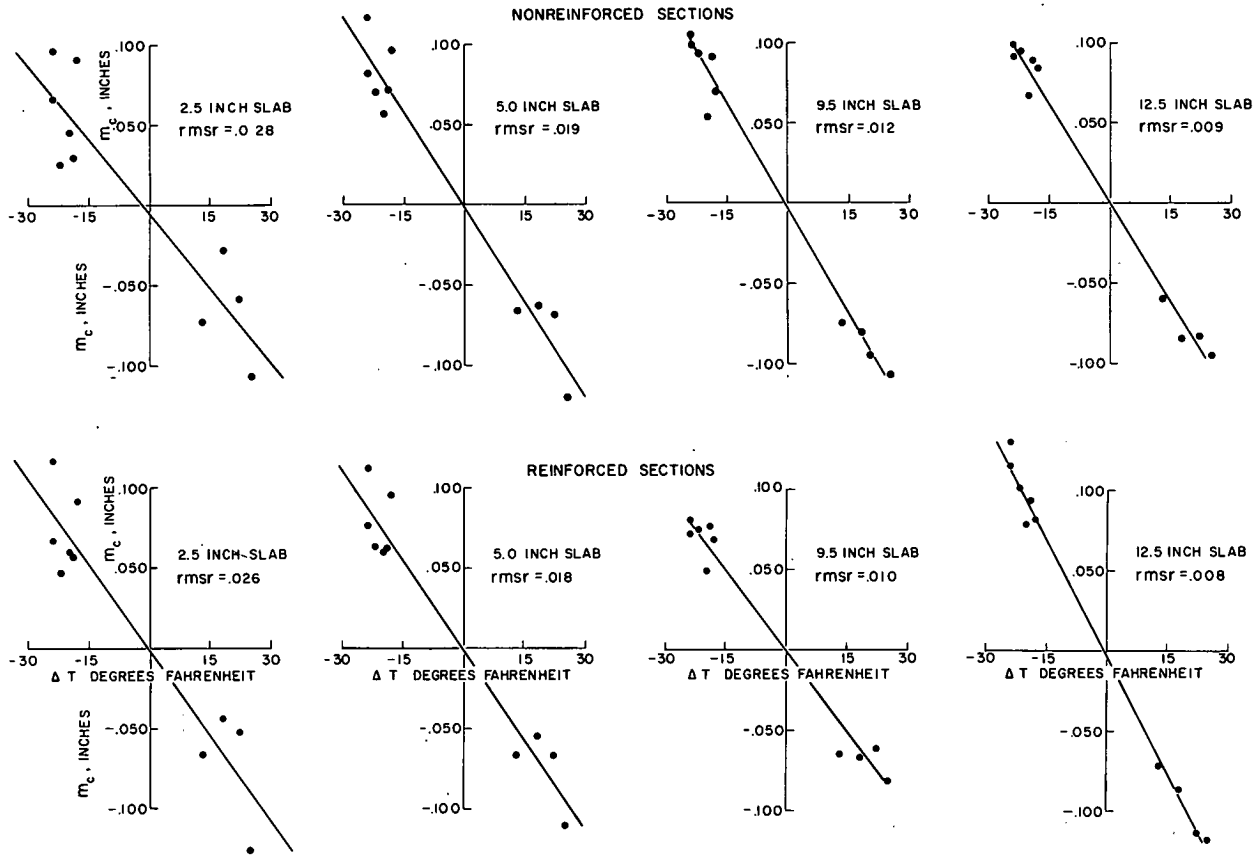 NONREINFORCED SECTIONS
m_c, INCHES
.100
.050
-30 -15 15 30
-.050
-.100
m_c, INCHES
2.5 INCH SLAB
rmsr =.0 28
.100
.050
-30 -15 15 30
-.050
-.100
5.0 INCH SLAB
rmsr =.019
.100
.050
-30 -15 15 30
-.050
-.100
9.5 INCH SLAB
rmsr =.012
.100
.050
-30 -15 15 30
-.050
-.100
12.5 INCH SLAB
rmsr =.009
REINFORCED SECTIONS
m_c, INCHES
.100
.050
-30 -15 0 15 30
Δ T DEGREES FAHRENHEIT
-.050
-.100
m_c, INCHES
2.5 INCH SLAB
rmsr =.026
.100
.050
-30 -15 0 15 30
Δ T DEGREES FAHRENHEIT
-.050
-.100
5.0 INCH SLAB
rmsr =.018
.100
.050
-30 -15 0 15 30
Δ T DEGREES FAHRENHEIT
-.050
-.100
9.5 INCH SLAB
rmsr =.010
.100
.050
-30 -15 0 15 30
Δ T DEGREES FAHRENHEIT
-.050
-.100
12.5 INCH SLAB
rmsr =.008